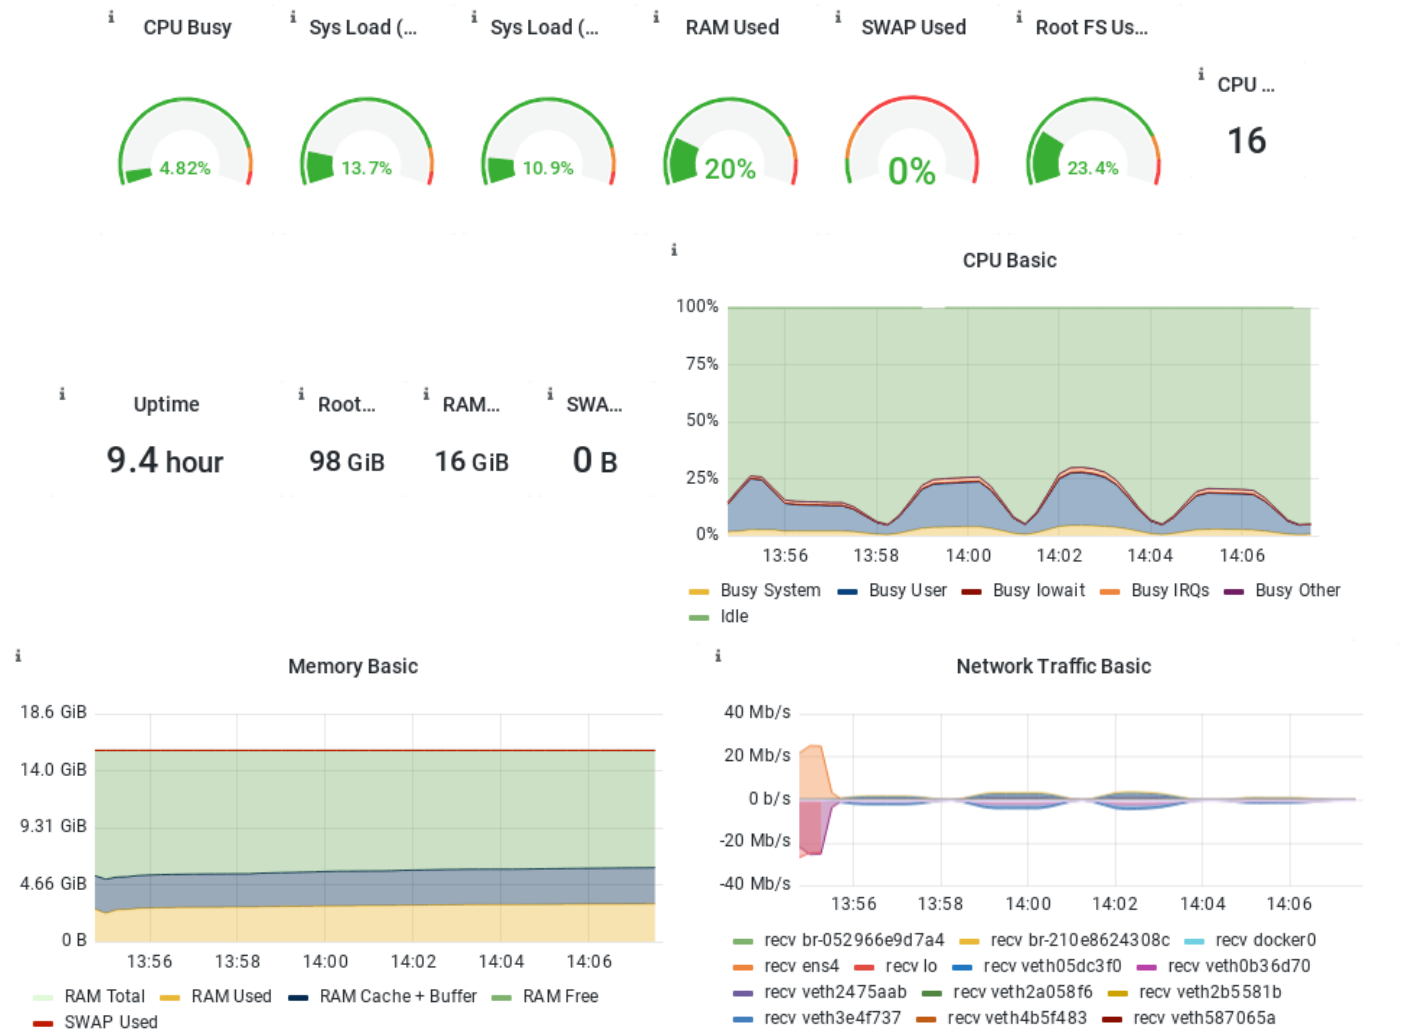 CPU Busy
Sys Load (...
Sys Load (...
RAM Used
SWAP Used
Root FS Us...
CPU ...
4.82%
13.7%
10.9%
20%
0%
23.4%
16
Uptime
Root...
RAM...
SWA...
9.4 hour
98 GiB
16 GiB
0 B
CPU Basic
100%
75%
50%
25%
0%
13:56 13:58 14:00 14:02 14:04 14:06
Busy System Busy User Busy Iowait Busy IRQs Busy Other
Idle
Memory Basic
18.6 GiB
14.0 GiB
9.31 GiB
4.66 GiB
0 B
13:56 13:58 14:00 14:02 14:04 14:06
RAM Total RAM Used RAM Cache + Buffer RAM Free
SWAP Used
Network Traffic Basic
40 Mb/s
20 Mb/s
0 b/s
-20 Mb/s
-40 Mb/s
13:56 13:58 14:00 14:02 14:04 14:06
recv br-052966e9d7a4 recv br-210e8624308c recv docker0
recv ens4 recv lo recv veth05dc3f0 recv veth0b36d70
recv veth2475aab recv veth2a058f6 recv veth2b5581b
recv veth3e4f737 recv veth4b5f483 recv veth587065a